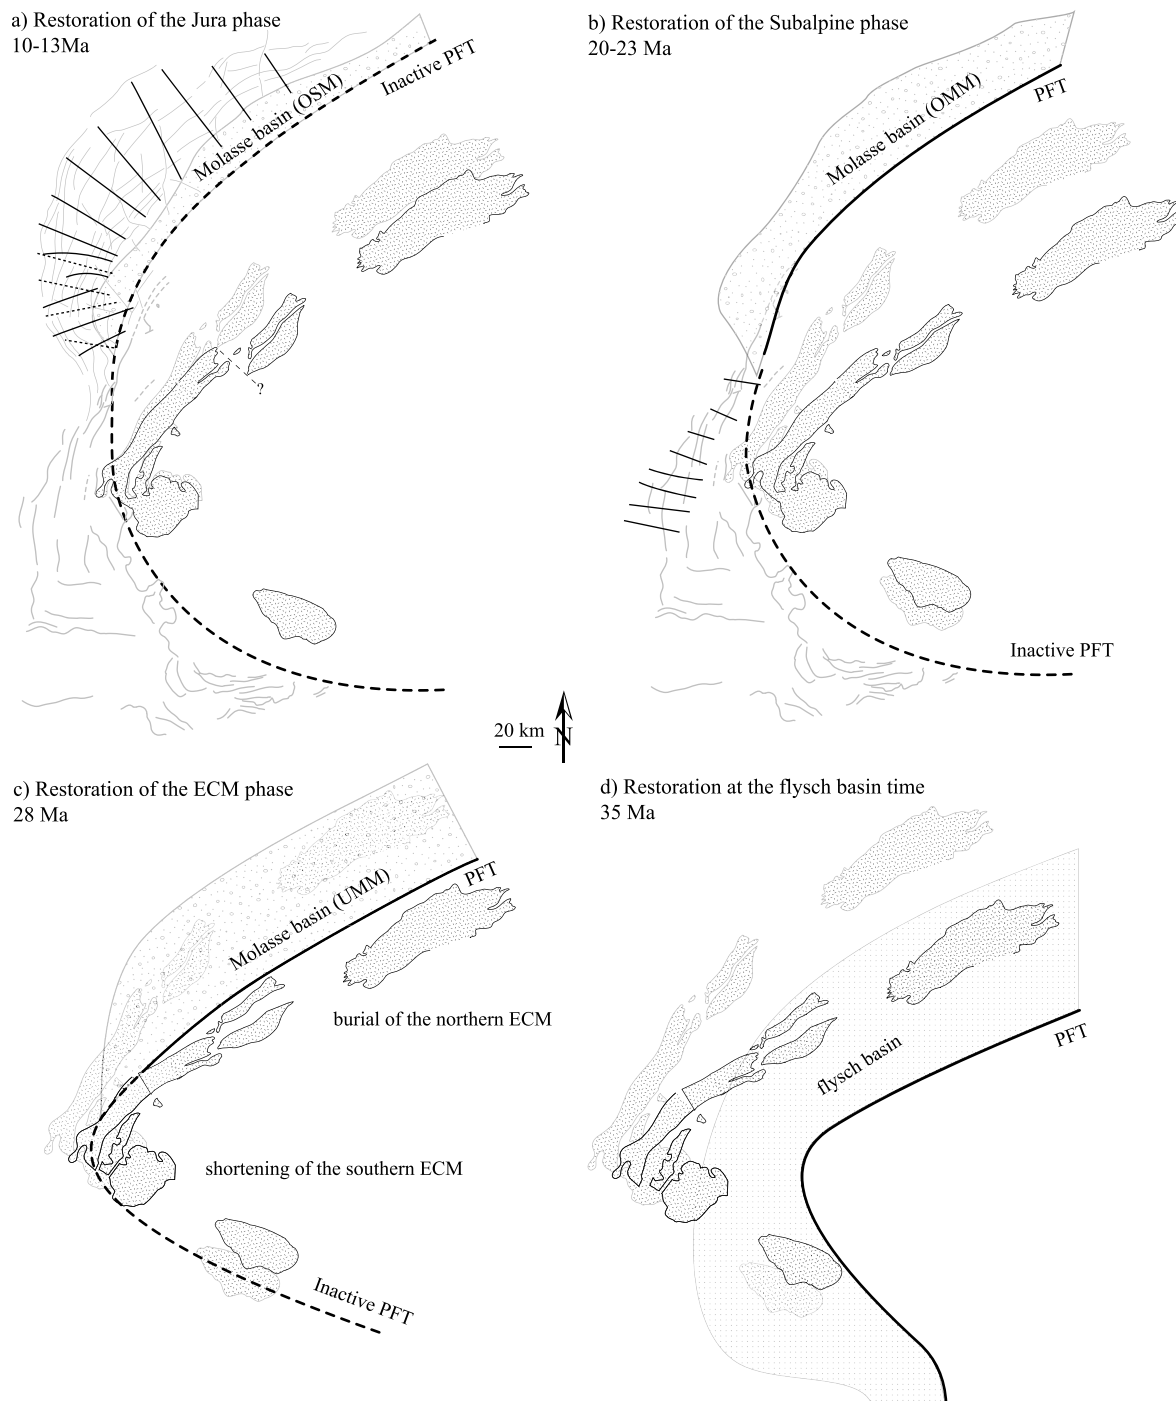 a) Restoration of the Jura phase
10-13Ma
Inactive PFT
Molasse basin (OSM)
?
b) Restoration of the Subalpine phase
20-23 Ma
PFT
Molasse basin (OMM)
Inactive PFT
20 km
N
c) Restoration of the ECM phase
28 Ma
PFT
Molasse basin (UMM)
burial of the northern ECM
shortening of the southern ECM
Inactive PFT
d) Restoration at the flysch basin time
35 Ma
PFT
flysch basin